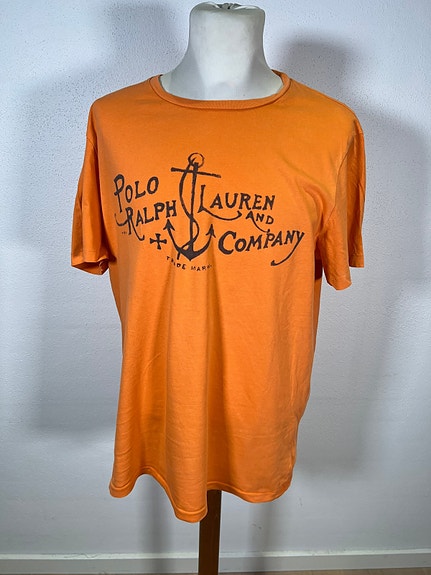 POLO LAUREN
RALPH AND
COMPANY
TRADE MARK